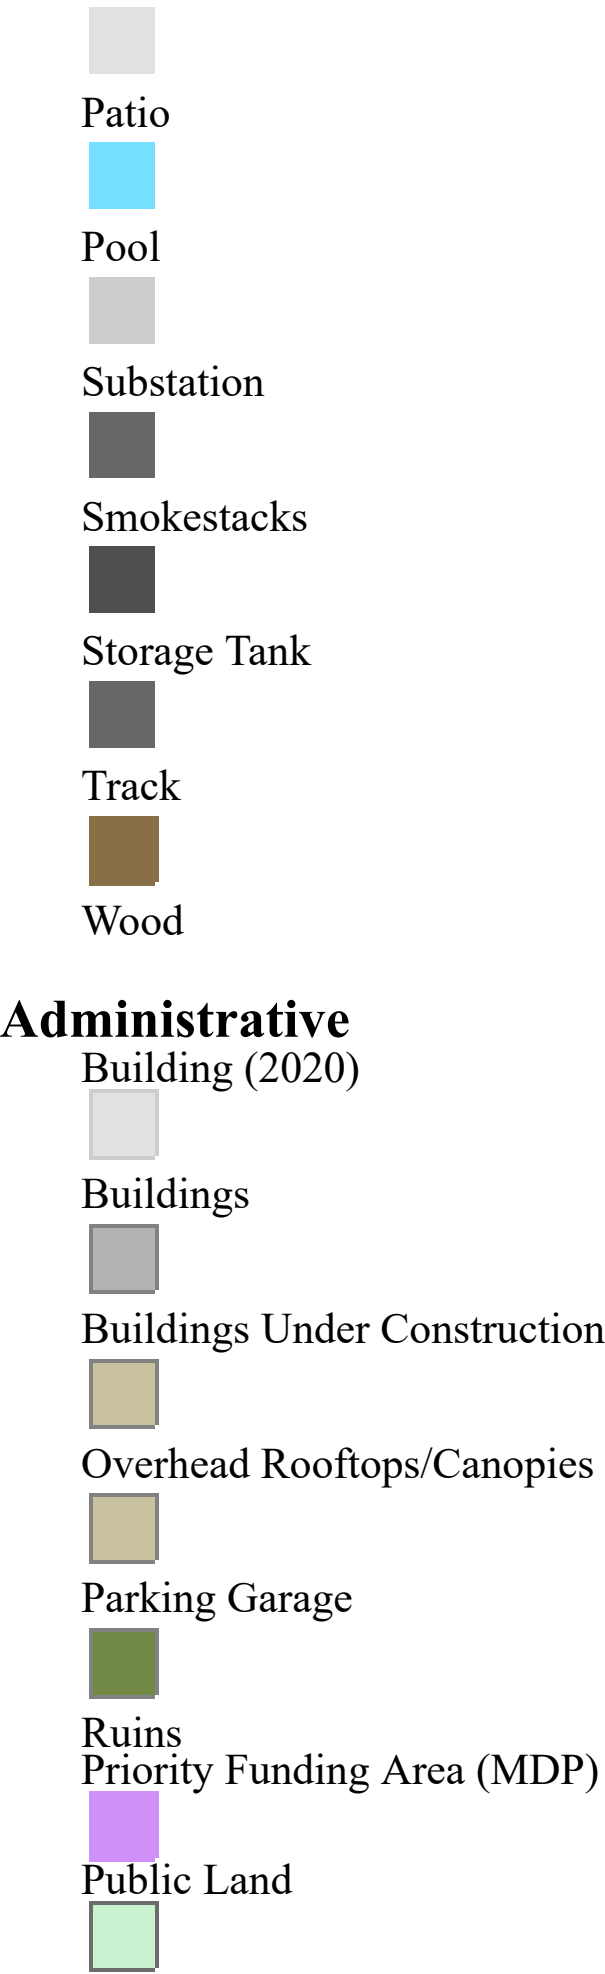 Patio
Pool
Substation
Smokestacks
Storage Tank
Track
Wood
Administrative
Building (2020)
Buildings
Buildings Under Construction
Overhead Rooftops/Canopies
Parking Garage
Ruins
Priority Funding Area (MDP)
Public Land